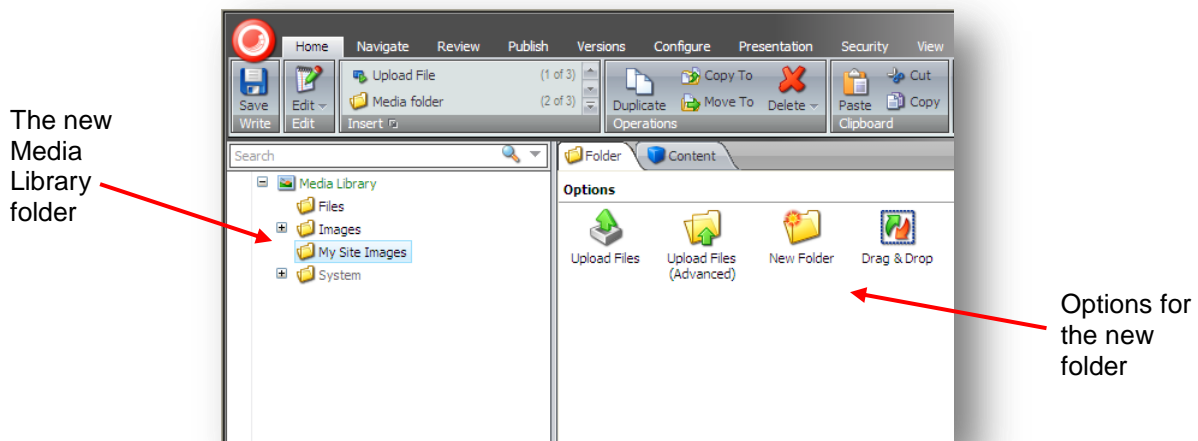 Home Navigate Review Publish Versions Configure Presentation Security View
Save
Write
Edit
Edit
Upload File (1 of 3)
Media folder (2 of 3)
Insert
Duplicate
Copy To
Move To
Delete
Operations
Paste
Cut
Copy
Clipboard
The new
Media
Library
folder
Search
Media Library
Files
Images
My Site Images
System
Folder Content
Options
Upload Files
Upload Files
(Advanced)
New Folder
Drag & Drop
Options for
the new
folder